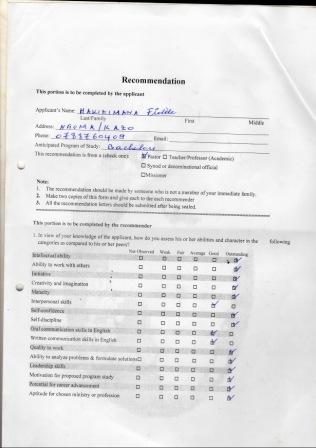 Recommendation
This portion is to be completed by the applicant
Applicant's Name: HAKIZIMANA Fidèle
Last/Family First Middle
Address: NGOMA/KAZO
Phone: 0788760409 Email:
Anticipated Program of Study: Bachelors
This recommendation is from a (check one): ☑ Pastor □ Teacher/Professor (Academic)
□ Synod or denominational official
□ Missioner
Note:
1. The recommendation should be made by someone who is not a member of your immediate family.
2. Make two copies of this form and give to the each recommender
3. All the recommendation letters should be submitted after being sealed.
This portion is to be completed by the recommender
1. In view of your knowledge of the applicant, how do you assess his or her abilities and character in the following
categories as compared to his or her peers?
Not Observed Weak Fair Average Good Outstanding
Intellectual ability □ □ □ □ □ ☑
Ability to work with others □ □ □ □ □ ☑
Initiative □ □ □ □ □ ☑
Creativity and imagination □ □ □ □ □ ☑
Maturity □ □ □ □ □ ☑
Interpersonal skills □ □ □ □ ☑ □
Self-confidence □ □ □ □ □ ☑
Self-discipline □ □ □ □ □ ☑
Oral communication skills in English □ □ □ □ ☑ □
Written communication skills in English □ □ □ □ ☑ □
Quality in work □ □ □ □ □ ☑
Ability to analyze problems & formulate solutions □ □ □ □ □ ☑
Leadership skills □ □ □ □ □ ☑
Motivation for proposed program study □ □ □ □ □ ☑
Potential for career advancement □ □ □ □ □ ☑
Aptitude for chosen ministry or profession □ □ □ □ □ ☑